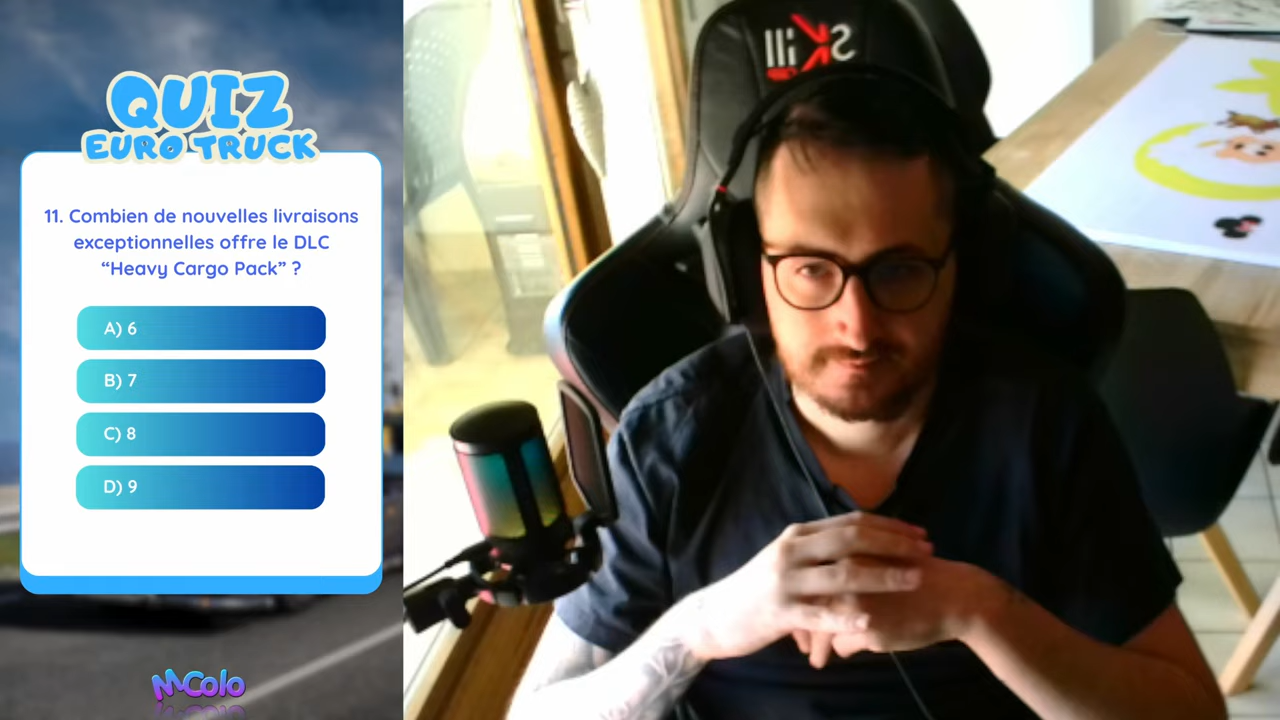 QUIZ
EURO TRUCK
11. Combien de nouvelles livraisons
exceptionnelles offre le DLC
“Heavy Cargo Pack” ?
A) 6
B) 7
C) 8
D) 9
MColo
Skill